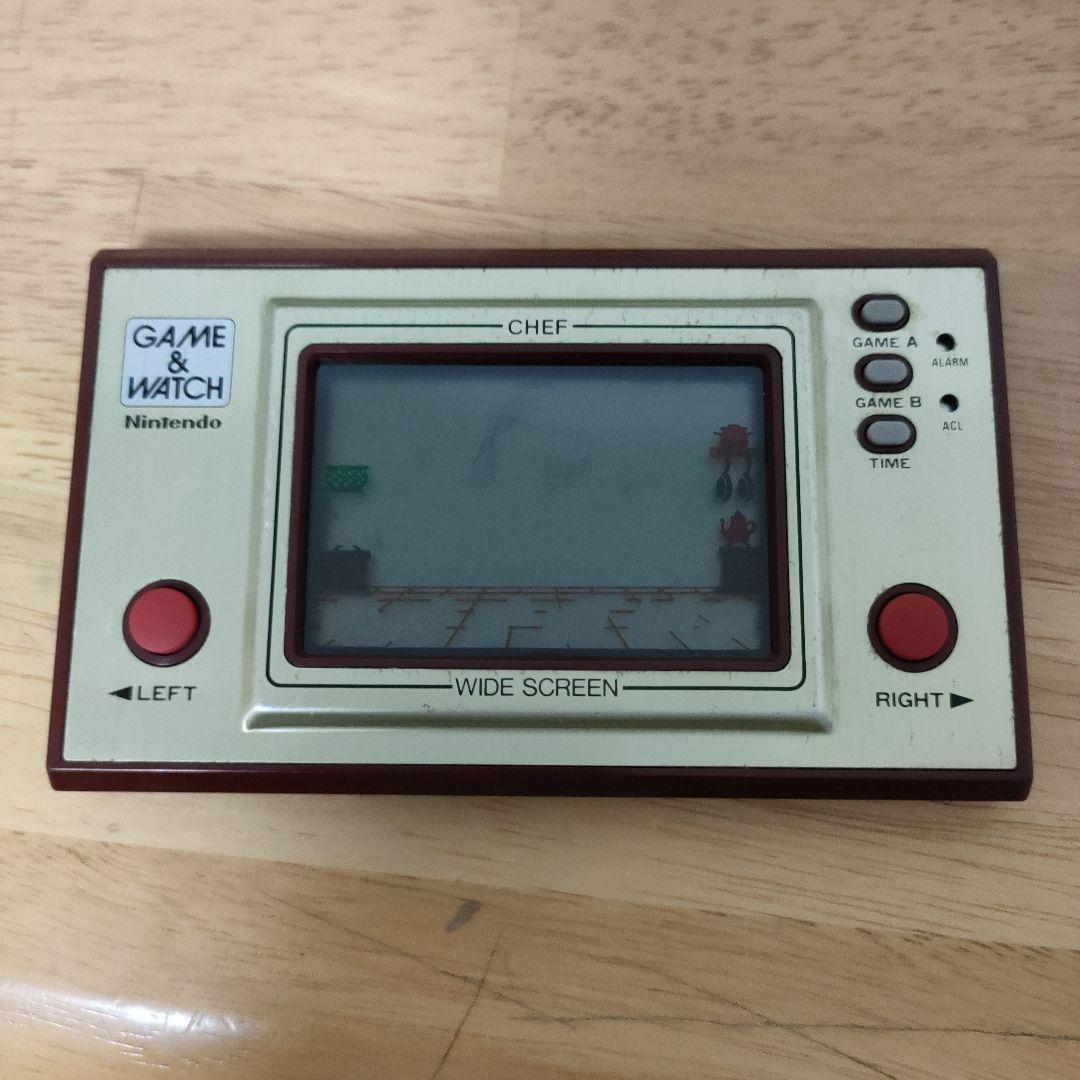 GAME
&
WATCH
Nintendo
CHEF
GAME A
ALARM
GAME B
ACL
TIME
◀LEFT
WIDE SCREEN
RIGHT▶